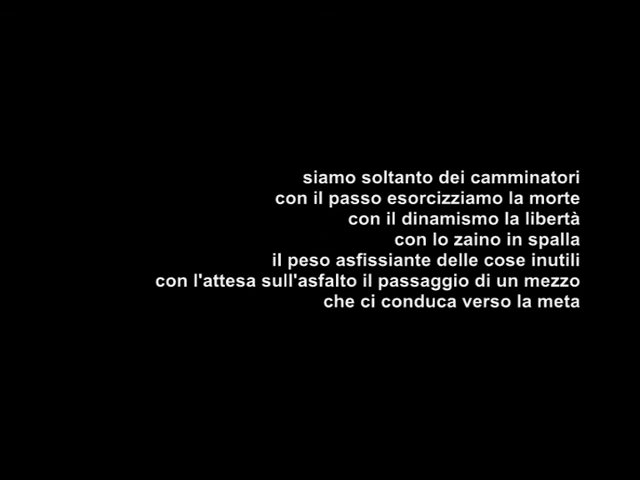 siamo soltanto dei camminatori
con il passo esorcizziamo la morte
con il dinamismo la libertà
con lo zaino in spalla
il peso asfissiante delle cose inutili
con l'attesa sull'asfalto il passaggio di un mezzo
che ci conduca verso la meta